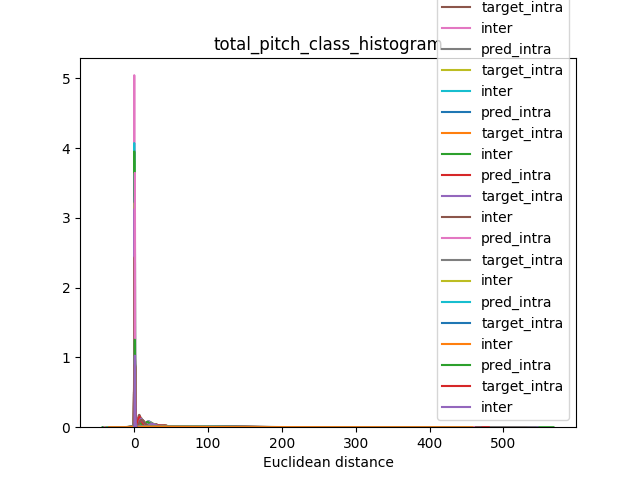 target_intra
inter
total_pitch_class_histogram
pred_intra
target_intra
inter
pred_intra
target_intra
inter
pred_intra
target_intra
inter
pred_intra
target_intra
inter
pred_intra
target_intra
inter
pred_intra
target_intra
inter
5
4
3
2
1
0
0
100
200
300
400
500
Euclidean distance